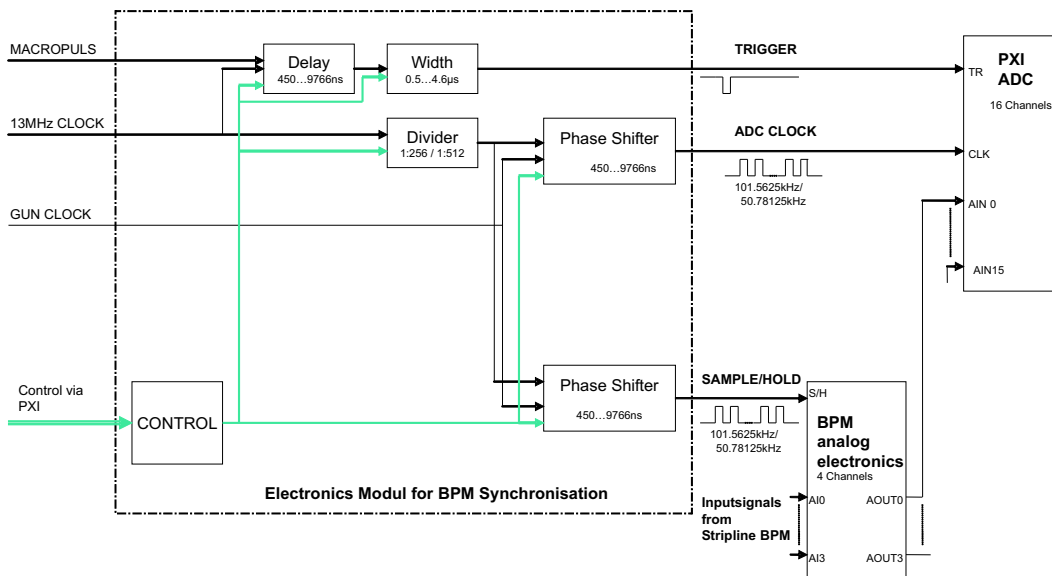 MACROPULS
Delay
450...9766ns
Width
0.5...4.6µs
TRIGGER
TR
PXI
ADC
16 Channels
13MHz CLOCK
Divider
1:256 / 1:512
Phase Shifter
450...9766ns
ADC CLOCK
CLK
101.5625kHz/
50.78125kHz
AIN 0
GUN CLOCK
AIN15
Control via
PXI
CONTROL
Phase Shifter
450...9766ns
SAMPLE/HOLD
S/H
101.5625kHz/
50.78125kHz
BPM
analog
electronics
4 Channels
Electronics Modul for BPM Synchronisation
Inputsignals
from
Stripline BPM
AI0
AOUT0
AI3
AOUT3